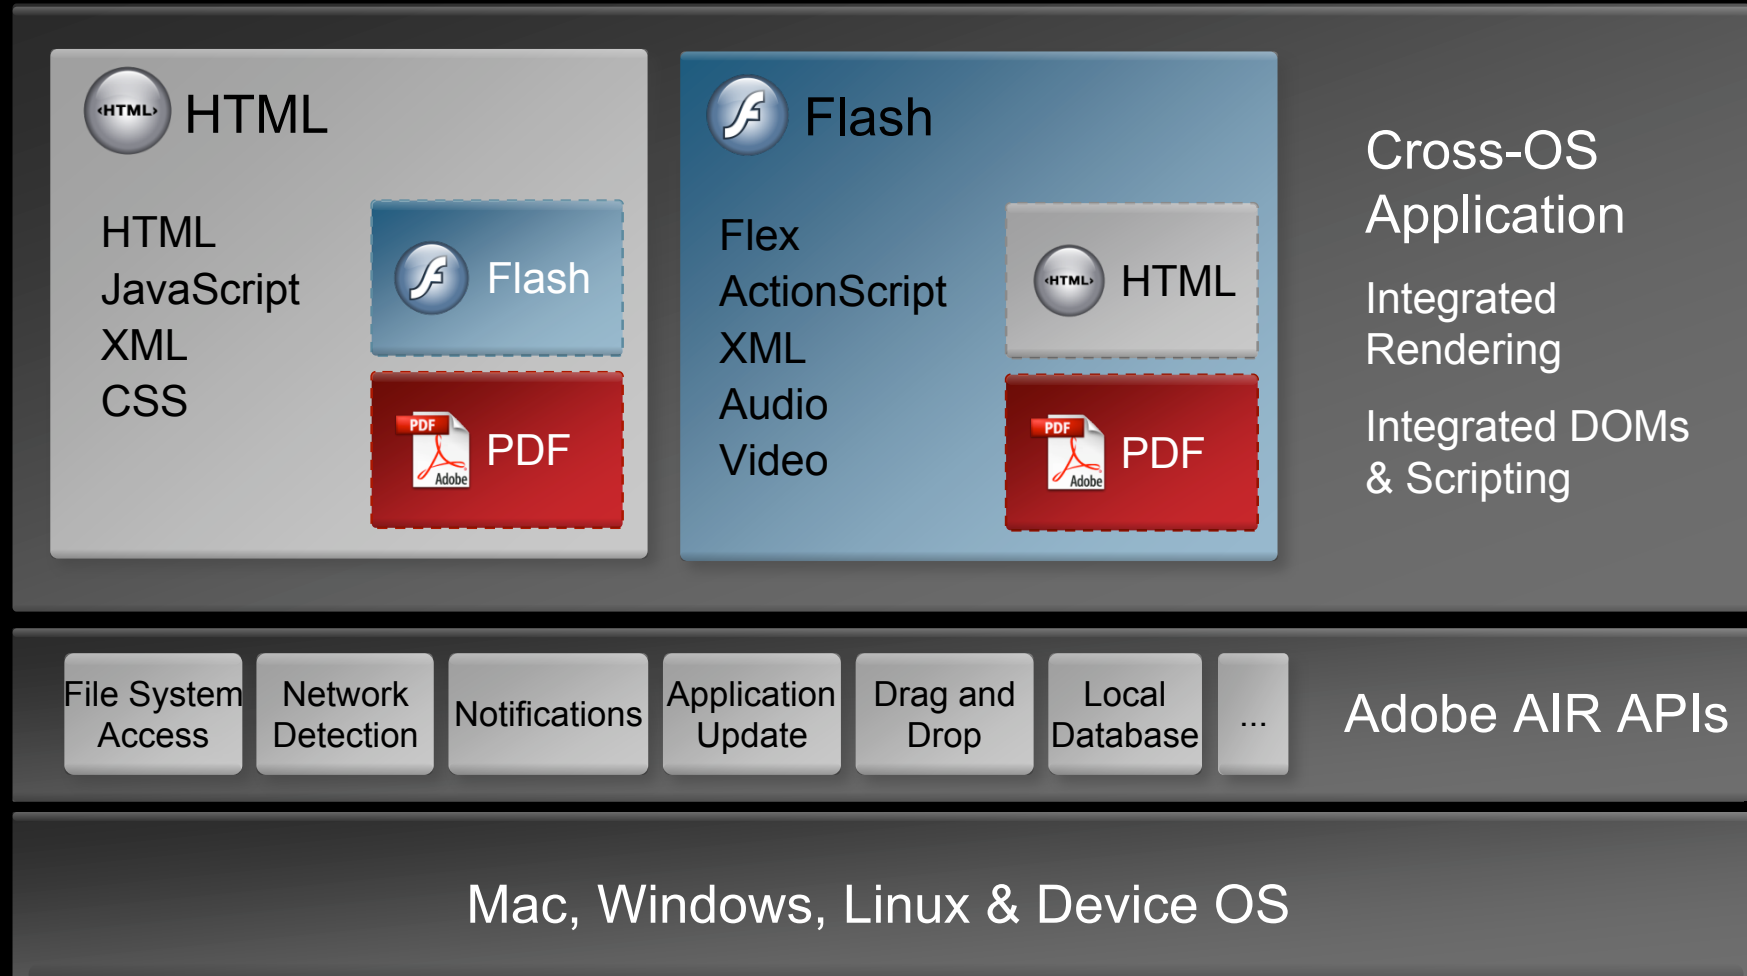 <HTML>
HTML
HTML
JavaScript
XML
CSS
Flash
PDF
Adobe
PDF
Flash
Flex
ActionScript
XML
Audio
Video
<HTML>
HTML
PDF
Adobe
PDF
Cross-OS
Application
Integrated
Rendering
Integrated DOMs
& Scripting
File System
Access
Network
Detection
Notifications
Application
Update
Drag and
Drop
Local
Database
...
Adobe AIR APIs
Mac, Windows, Linux & Device OS